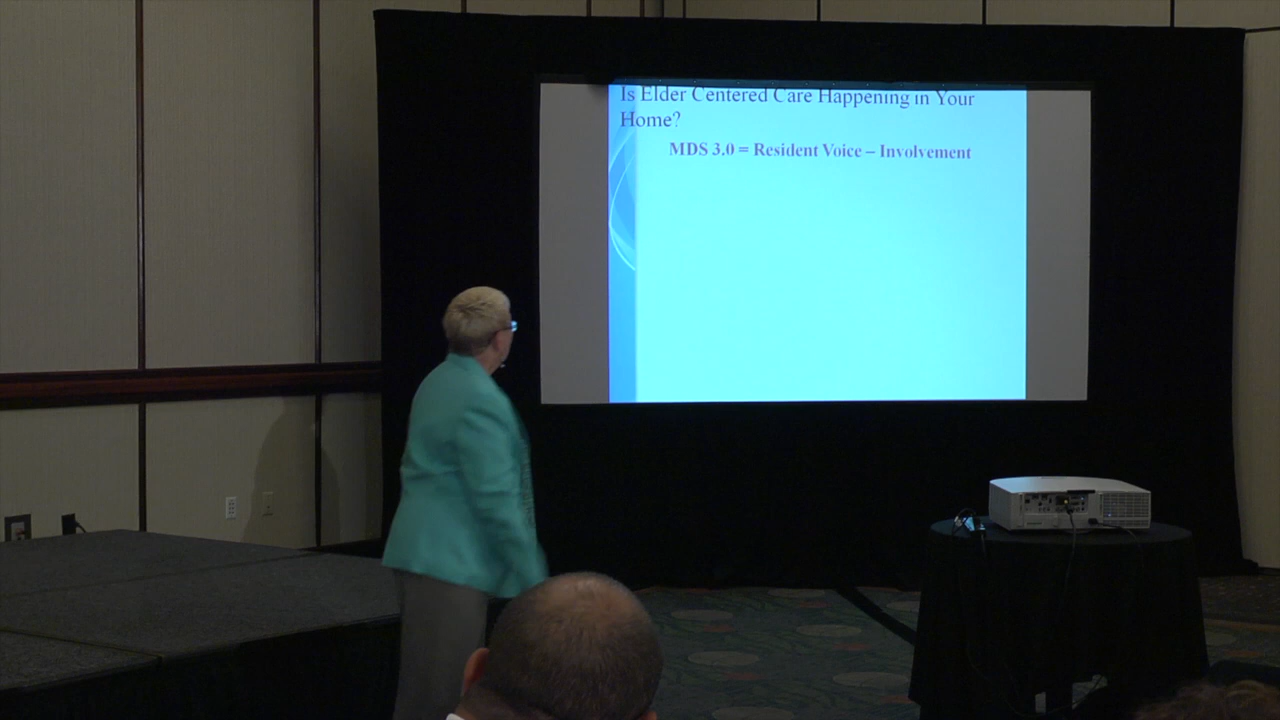 Is Elder Centered Care Happening in Your
Home?
MDS 3.0 = Resident Voice – Involvement